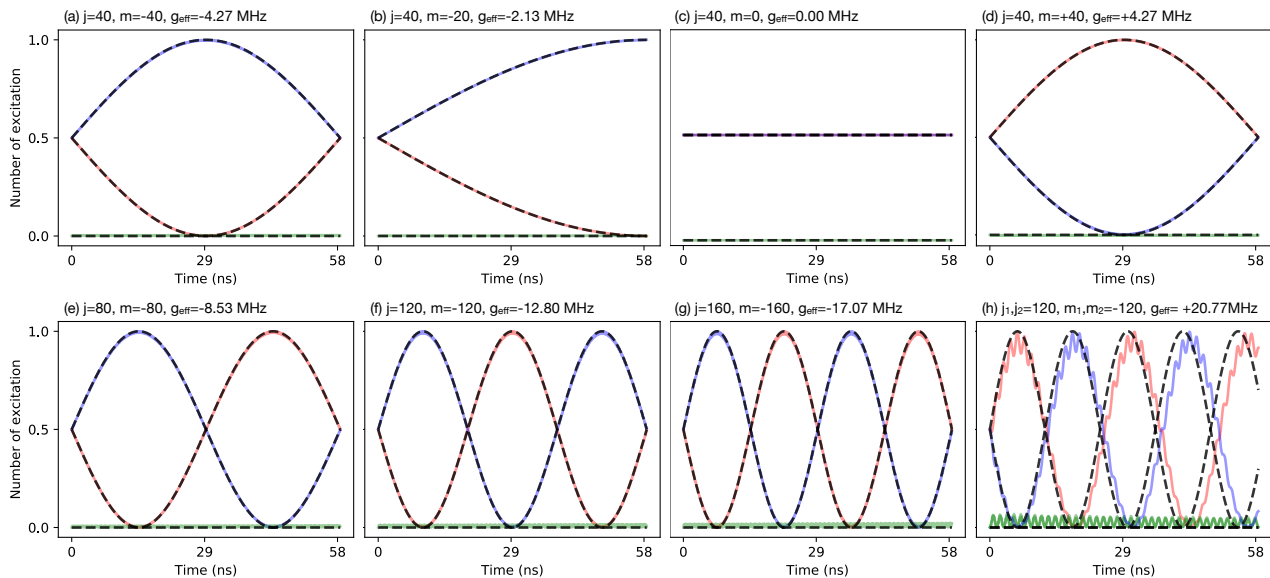 (a) j=40, m=-40, geff=-4.27 MHz
(b) j=40, m=-20, geff=-2.13 MHz
(c) j=40, m=0, geff=0.00 MHz
(d) j=40, m=+40, geff=+4.27 MHz
Number of excitation
1.0
0.5
0.0
0 29 58
0 29 58
0 29 58
0 29 58
Time (ns)
Time (ns)
Time (ns)
Time (ns)
(e) j=80, m=-80, geff=-8.53 MHz
(f) j=120, m=-120, geff=-12.80 MHz
(g) j=160, m=-160, geff=-17.07 MHz
(h) j1,j2=120, m1,m2=-120, geff= +20.77MHz
Number of excitation
1.0
0.5
0.0
0 29 58
0 29 58
0 29 58
0 29 58
Time (ns)
Time (ns)
Time (ns)
Time (ns)